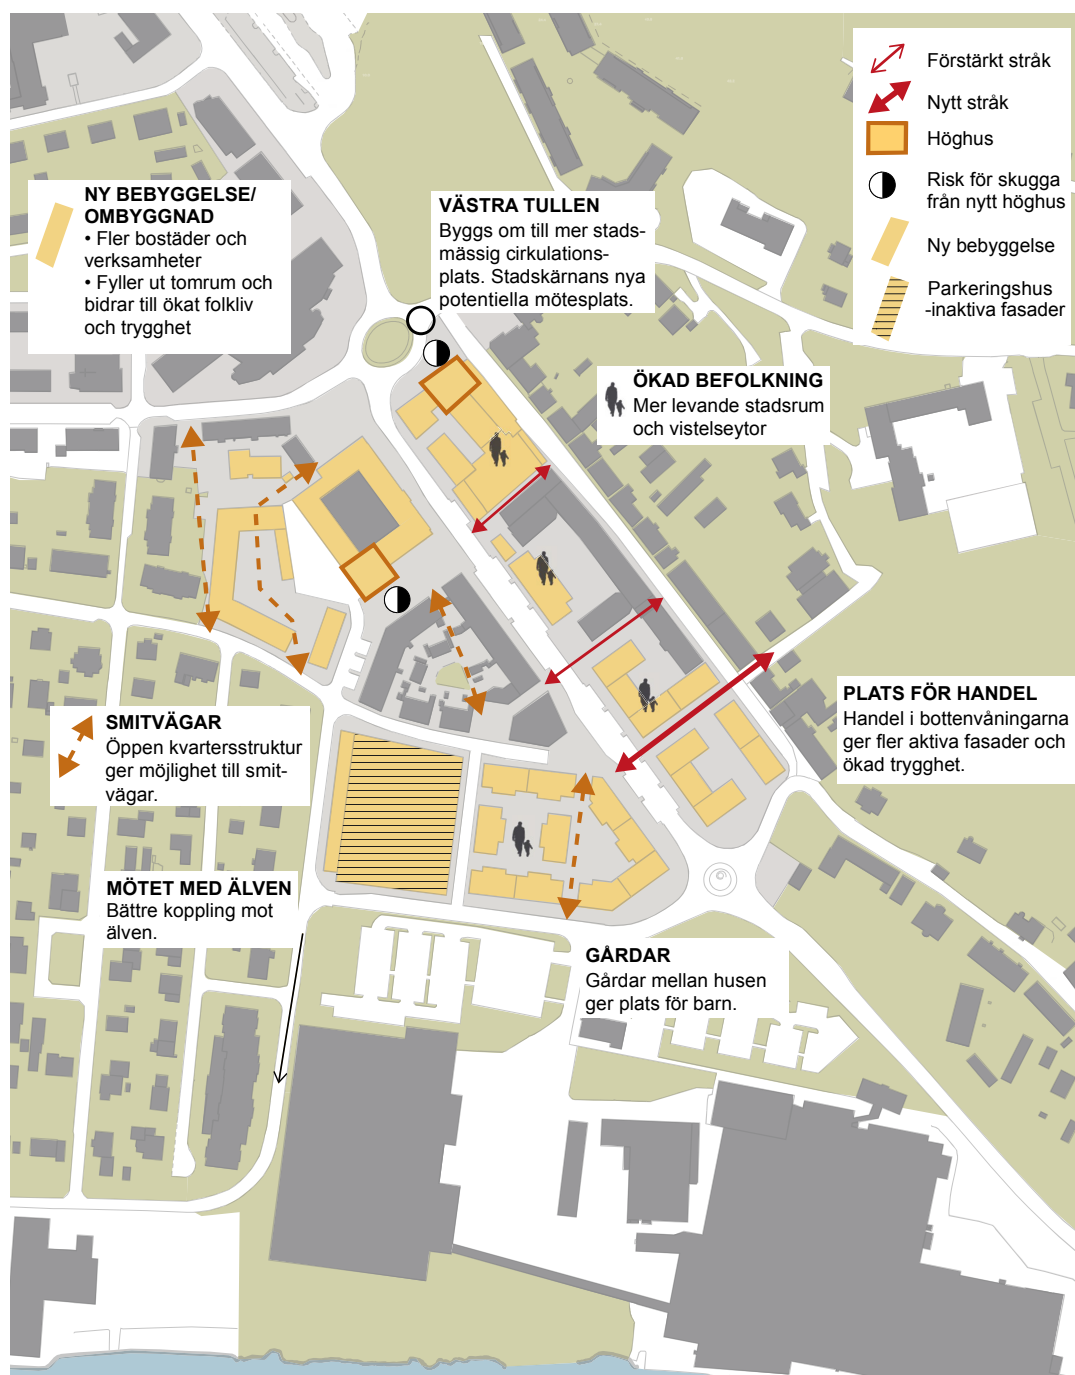 Förstärkt stråk
Nytt stråk
Höghus
Risk för skugga
från nytt höghus
Ny bebyggelse
Parkeringshus
-inaktiva fasader
NY BEBYGGELSE/
OMBYGGNAD
• Fler bostäder och
verksamheter
• Fyller ut tomrum och
bidrar till ökat folkliv
och trygghet
VÄSTRA TULLEN
Byggs om till mer stads-
mässig cirkulations-
plats. Stadskärnans nya
potentiella mötesplats.
ÖKAD BEFOLKNING
Mer levande stadsrum
och vistelseytor
PLATS FÖR HANDEL
Handel i bottenvåningarna
ger fler aktiva fasader och
ökad trygghet.
SMITVÄGAR
Öppen kvartersstruktur
ger möjlighet till smit-
vägar.
MÖTET MED ÄLVEN
Bättre koppling mot
älven.
GÅRDAR
Gårdar mellan husen
ger plats för barn.